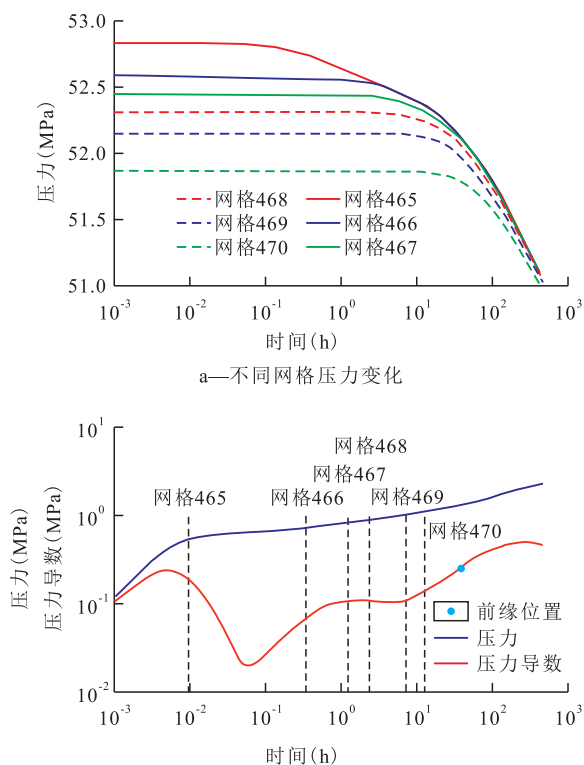 53.0
52.5
52.0
51.5
51.0
压力(MPa)
网格468 网格465
网格469 网格466
网格470 网格467
10-3 10-2 10-1 100 101 102 103
时间(h)
a—不同网格压力变化
101
100
10-1
10-2
压力(MPa)
压力导数(MPa)
网格468
网格467
网格465 网格466 网格469
网格470
前缘位置
压力
压力导数
10-3 10-2 10-1 100 101 102 103
时间(h)